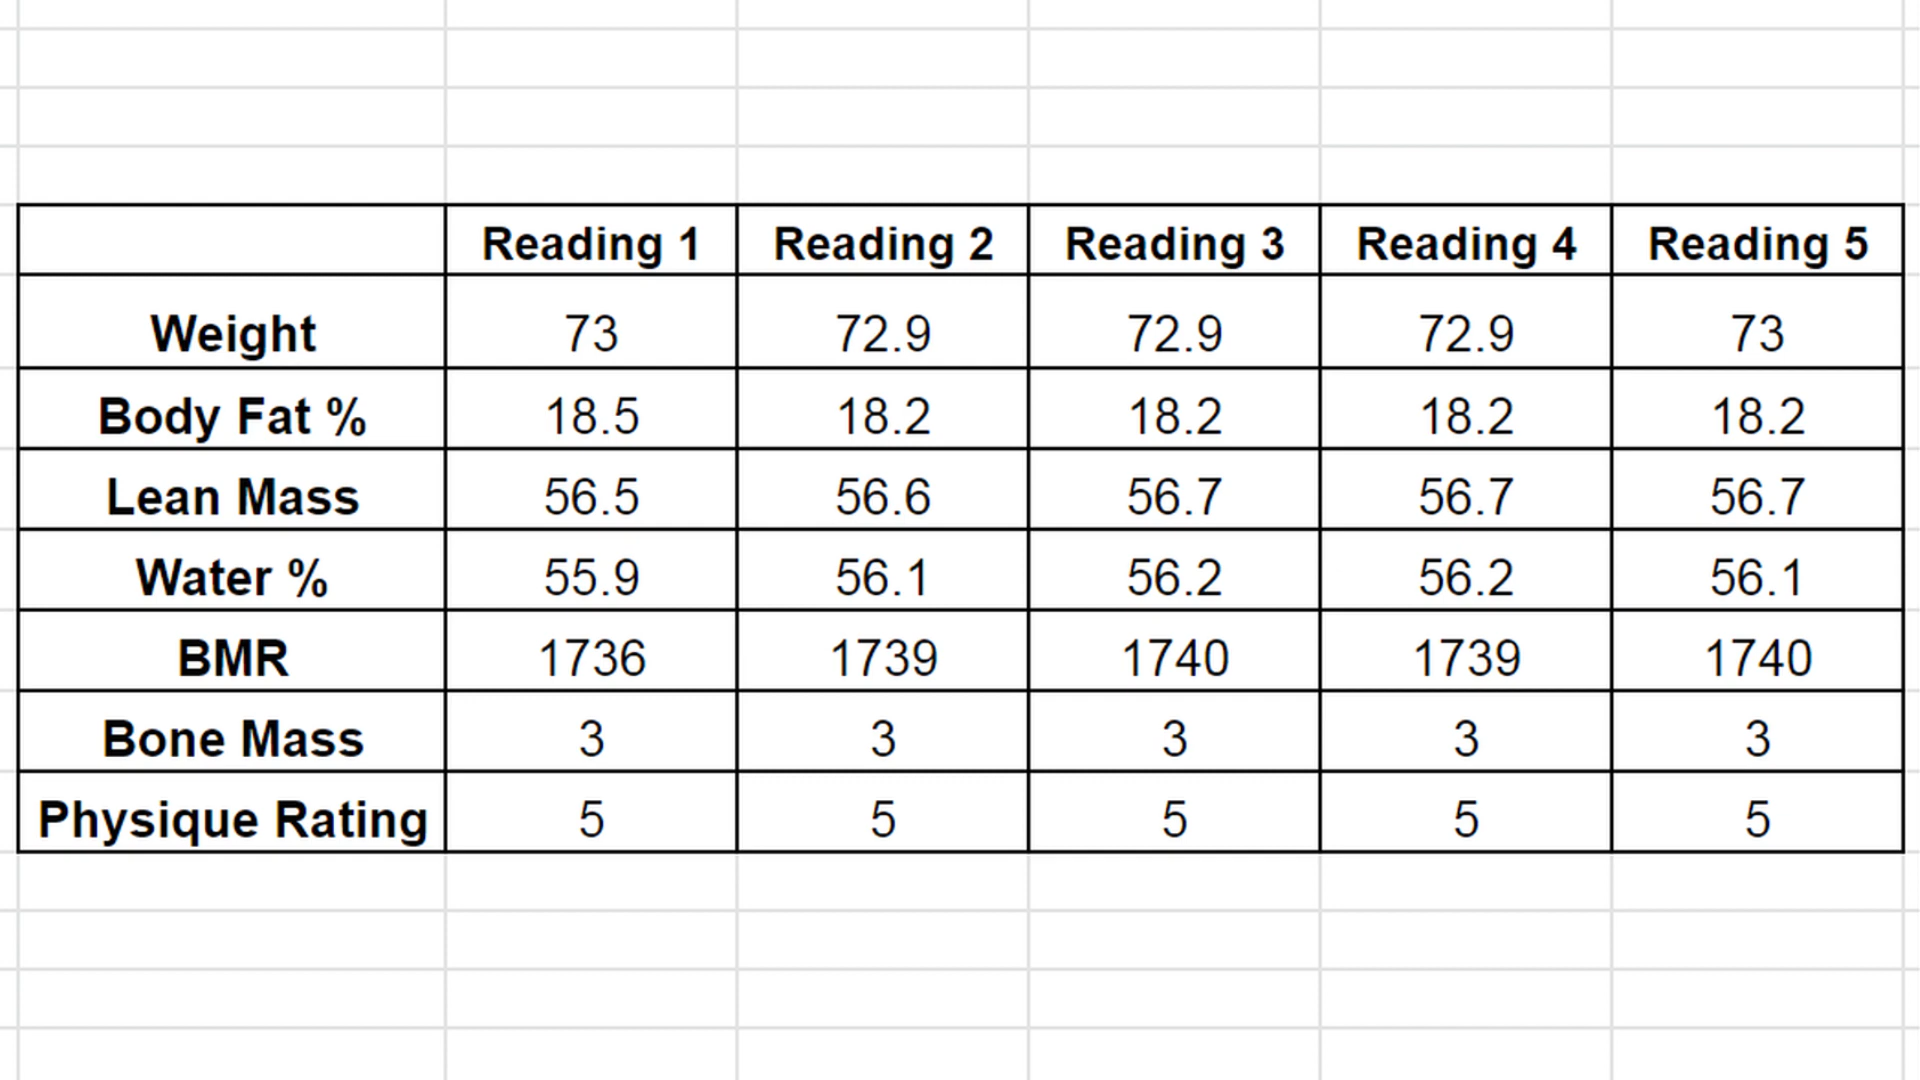 Reading 1 Reading 2 Reading 3 Reading 4 Reading 5
Weight 73 72.9 72.9 72.9 73
Body Fat % 18.5 18.2 18.2 18.2 18.2
Lean Mass 56.5 56.6 56.7 56.7 56.7
Water % 55.9 56.1 56.2 56.2 56.1
BMR 1736 1739 1740 1739 1740
Bone Mass 3 3 3 3 3
Physique Rating 5 5 5 5 5